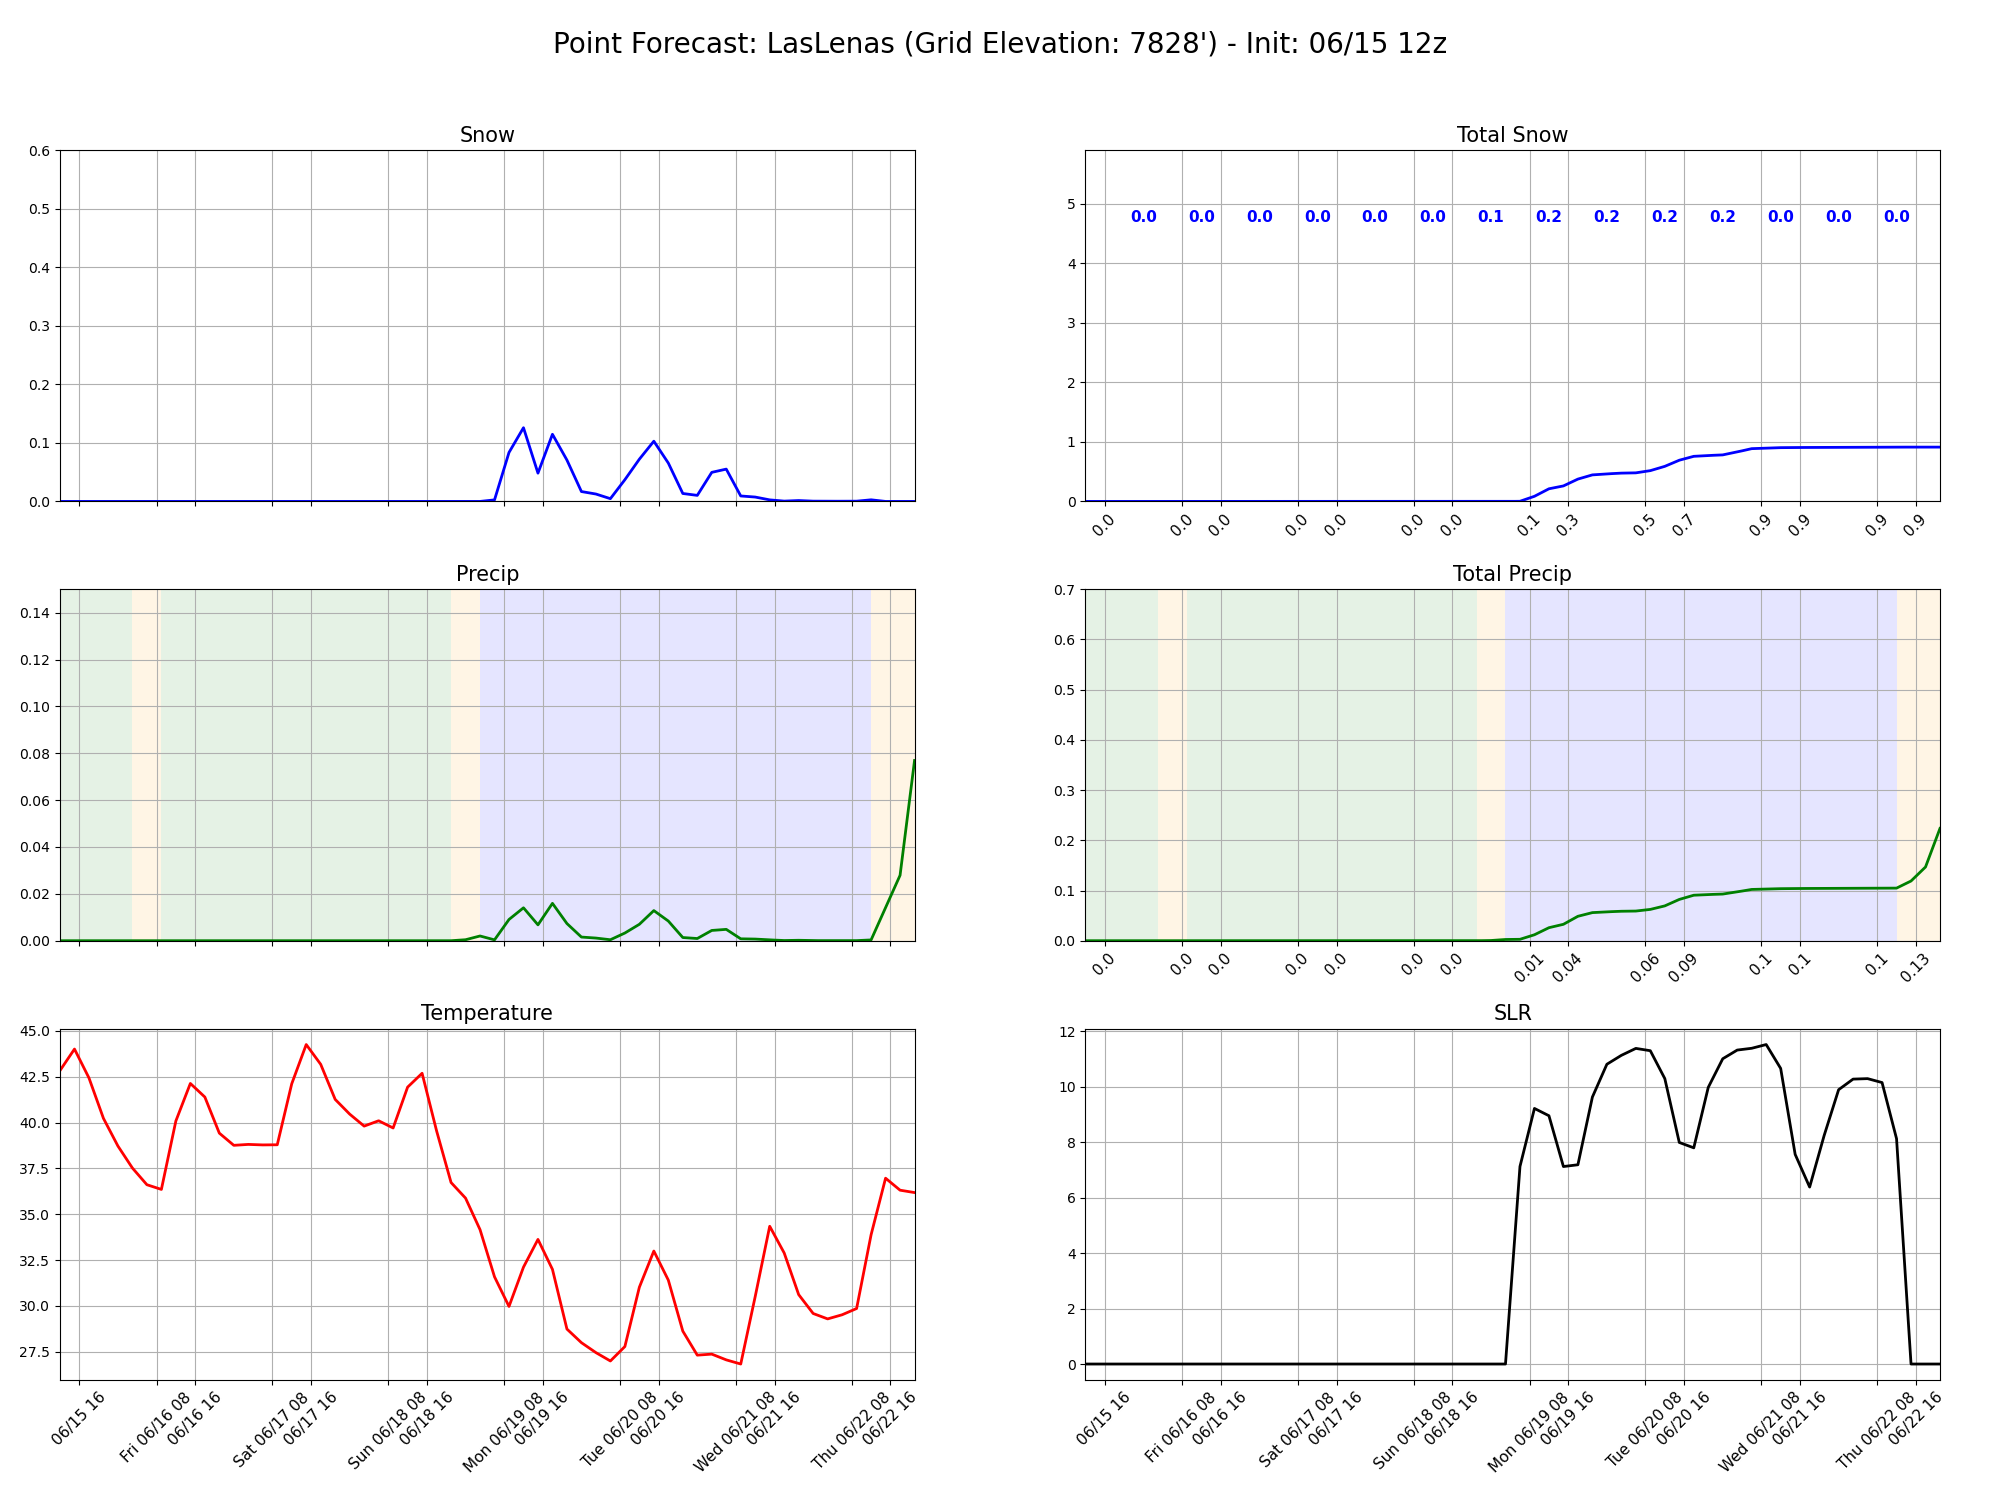 Point Forecast: LasLenas (Grid Elevation: 7828') - Init: 06/15 12z
Snow
0.6
0.5
0.4
0.3
0.2
0.1
0.0
Total Snow
5
4
3
2
1
0
0.0 0.0 0.0 0.0 0.0 0.0 0.1 0.2 0.2 0.2 0.2 0.0 0.0 0.0
0.0 0.0 0.0 0.0 0.0 0.0 0.0 0.1 0.3 0.5 0.7 0.9 0.9 0.9 0.9
Precip
0.14
0.12
0.10
0.08
0.06
0.04
0.02
0.00
Total Precip
0.7
0.6
0.5
0.4
0.3
0.2
0.1
0.0
0.0 0.0 0.0 0.0 0.0 0.0 0.0 0.01 0.04 0.06 0.09 0.1 0.1 0.1 0.13
Temperature
45.0
42.5
40.0
37.5
35.0
32.5
30.0
27.5
06/15 16
Fri 06/16 08
06/16 16
Sat 06/17 08
06/17 16
Sun 06/18 08
06/18 16
Mon 06/19 08
06/19 16
Tue 06/20 08
06/20 16
Wed 06/21 08
06/21 16
Thu 06/22 08
06/22 16
SLR
12
10
8
6
4
2
0
06/15 16
Fri 06/16 08
06/16 16
Sat 06/17 08
06/17 16
Sun 06/18 08
06/18 16
Mon 06/19 08
06/19 16
Tue 06/20 08
06/20 16
Wed 06/21 08
06/21 16
Thu 06/22 08
06/22 16